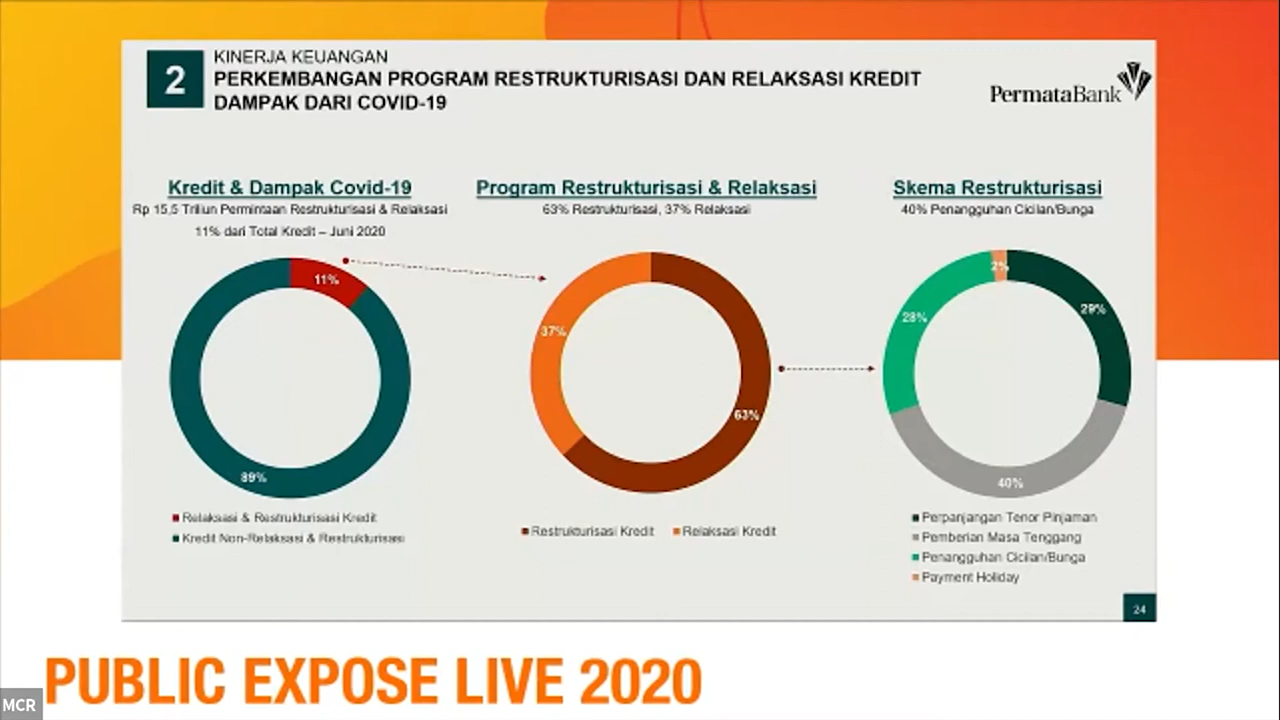 2
KINERJA KEUANGAN
PERKEMBANGAN PROGRAM RESTRUKTURISASI DAN RELAKSASI KREDIT
DAMPAK DARI COVID-19
PermataBank
Kredit & Dampak Covid-19
Rp 15,5 Triliun Permintaan Restrukturisasi & Relaksasi
11% dari Total Kredit – Juni 2020
11%
89%
Relaksasi & Restrukturisasi Kredit
Kredit Non-Relaksasi & Restrukturisasi
Program Restrukturisasi & Relaksasi
63% Restrukturisasi, 37% Relaksasi
37%
63%
Restrukturisasi Kredit
Relaksasi Kredit
Skema Restrukturisasi
40% Penangguhan Cicilan/Bunga
2%
29%
28%
40%
Perpanjangan Tenor Pinjaman
Pemberian Masa Tenggang
Penangguhan Cicilan/Bunga
Payment Holiday
24
PUBLIC EXPOSE LIVE 2020
MCR